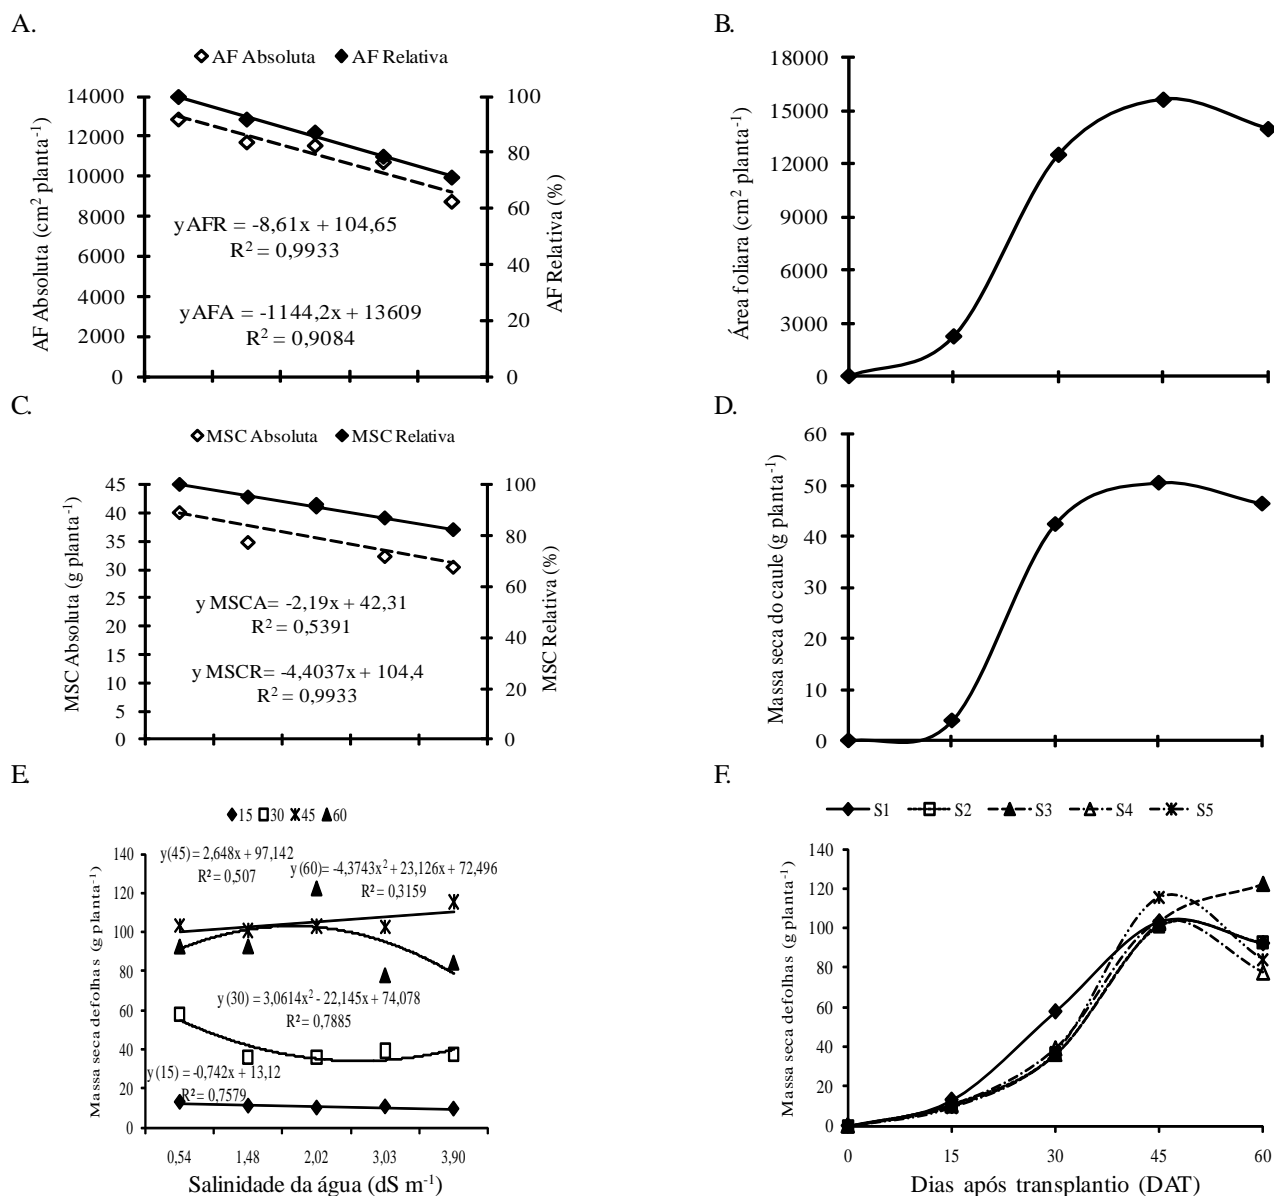 A.
AF Absoluta AF Relativa
14000
12000
10000
8000
6000
4000
2000
0
AF Absoluta (cm² planta⁻¹)
100
80
60
40
20
0
AF Relativa (%)
yAFR = -8,61x + 104,65
R² = 0,9933
yAFA = -1144,2x + 13609
R² = 0,9084
B.
18000
15000
12000
9000
6000
3000
0
Área foliara (cm² planta⁻¹)
C.
MSC Absoluta MSC Relativa
45
40
35
30
25
20
15
10
5
0
MSC Absoluta (g planta⁻¹)
100
80
60
40
20
0
MSC Relativa (%)
y MSCA= -2,19x + 42,31
R² = 0,5391
y MSCR= -4,4037x + 104,4
R² = 0,9933
D.
60
50
40
30
20
10
0
Massa seca do caule (g planta⁻¹)
E.
15 30 45 60
140
120
100
80
60
40
20
0
Massa seca defolhas (g planta⁻¹)
y(45) = 2,648x + 97,142
R² = 0,507
y(60) = -4,3743x² + 23,126x + 72,496
R² = 0,3159
y(30) = 3,0614x² - 22,145x + 74,078
R² = 0,7885
y(15) = -0,742x + 13,12
R² = 0,7579
0,54 1,48 2,02 3,03 3,90
Salinidade da água (dS m⁻¹)
F.
S1 S2 S3 S4 S5
140
120
100
80
60
40
20
0
Massa seca defolhas (g planta⁻¹)
0 15 30 45 60
Dias após transplantio (DAT)